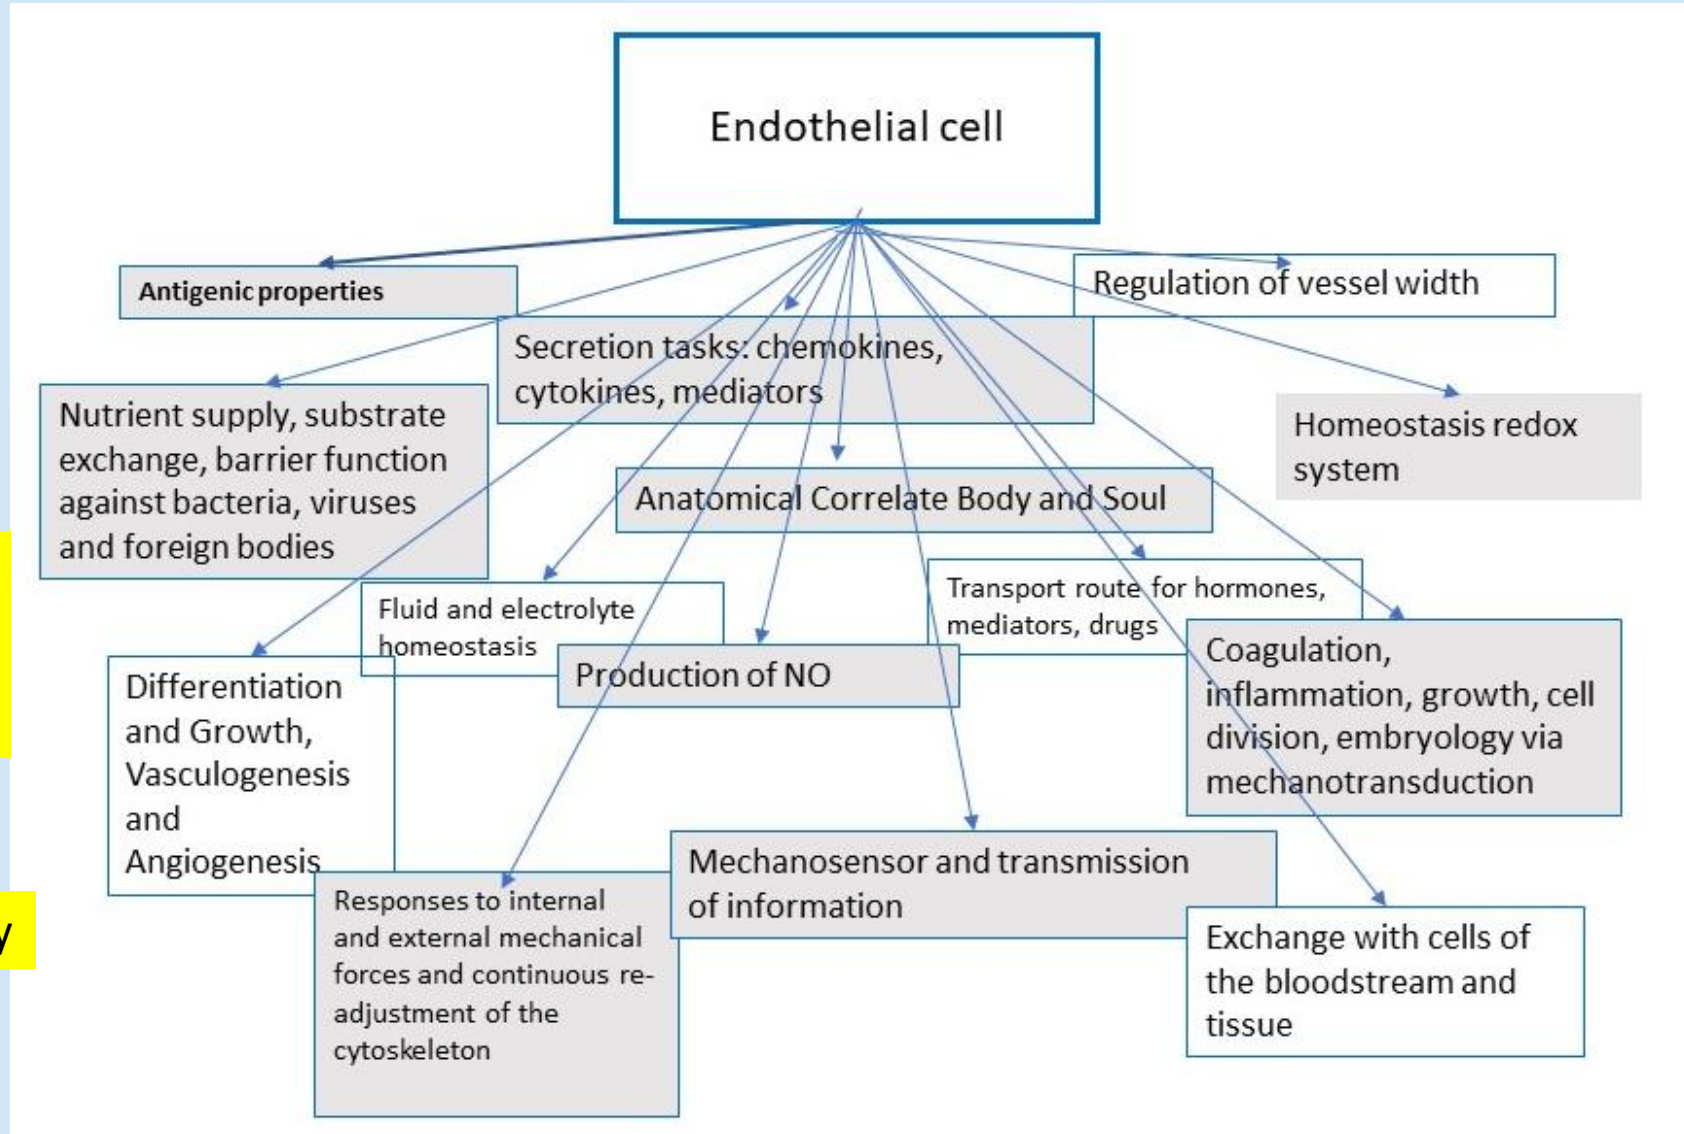 Endothelial cell
Antigenic properties
Regulation of vessel width
Secretion tasks: chemokines,
cytokines, mediators
Nutrient supply, substrate
exchange, barrier function
against bacteria, viruses
and foreign bodies
Homeostasis redox
system
Anatomical Correlate Body and Soul
Fluid and electrolyte
homeostasis
Transport route for hormones,
mediators, drugs
Production of NO
Coagulation,
inflammation, growth, cell
division, embryology via
mechanotransduction
Differentiation
and Growth,
Vasculogenesis
and
Angiogenesis
Mechanosensor and transmission
of information
Responses to internal
and external mechanical
forces and continuous re-
adjustment of the
cytoskeleton
Exchange with cells of
the bloodstream and
tissue